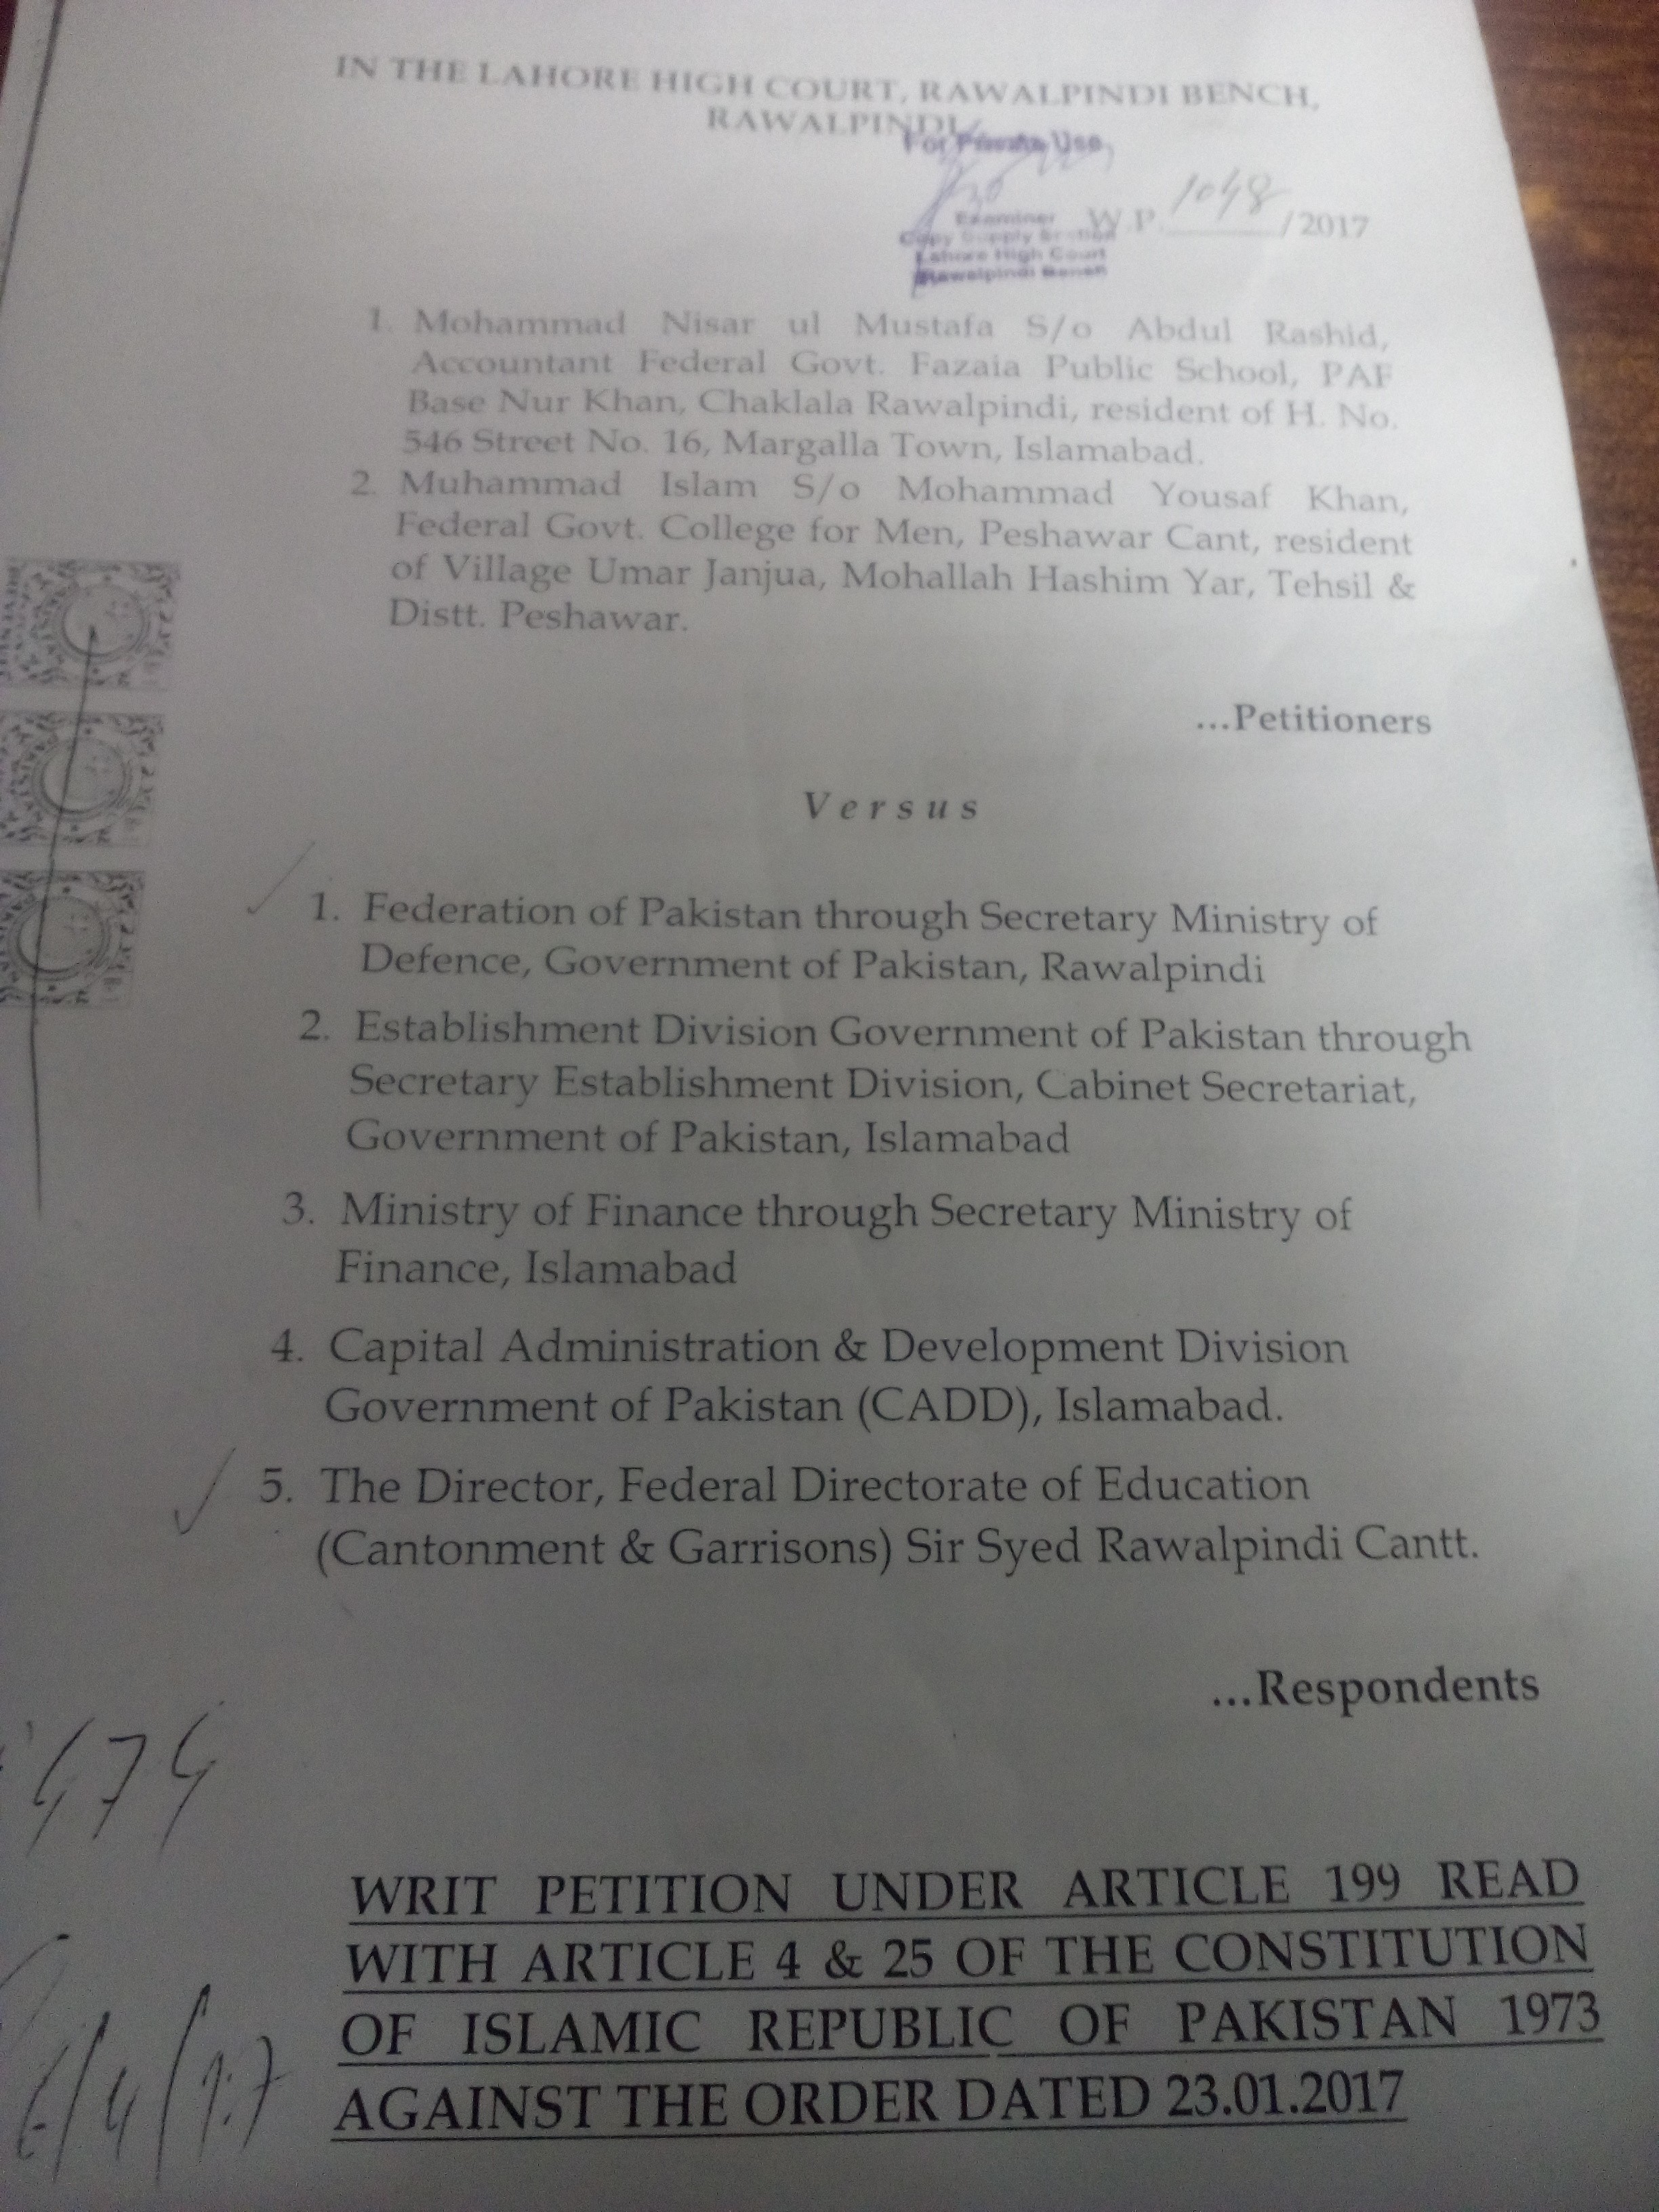 IN THE LAHORE HIGH COURT, RAWALPINDI BENCH,
RAWALPINDI
For Private Use
Examiner
Copy Supply Section
Lahore High Court
Rawalpindi Bench
W.P. 1048 /2017
1. Mohammad Nisar ul Mustafa S/o Abdul Rashid,
Accountant Federal Govt. Fazaia Public School, PAF
Base Nur Khan, Chaklala Rawalpindi, resident of H. No.
546 Street No. 16, Margalla Town, Islamabad.
2. Muhammad Islam S/o Mohammad Yousaf Khan,
Federal Govt. College for Men, Peshawar Cant, resident
of Village Umar Janjua, Mohallah Hashim Yar, Tehsil &
Distt. Peshawar.
...Petitioners
Versus
1. Federation of Pakistan through Secretary Ministry of
Defence, Government of Pakistan, Rawalpindi
2. Establishment Division Government of Pakistan through
Secretary Establishment Division, Cabinet Secretariat,
Government of Pakistan, Islamabad
3. Ministry of Finance through Secretary Ministry of
Finance, Islamabad
4. Capital Administration & Development Division
Government of Pakistan (CADD), Islamabad.
5. The Director, Federal Directorate of Education
(Cantonment & Garrisons) Sir Syed Rawalpindi Cantt.
...Respondents
WRIT PETITION UNDER ARTICLE 199 READ
WITH ARTICLE 4 & 25 OF THE CONSTITUTION
OF ISLAMIC REPUBLIC OF PAKISTAN 1973
AGAINST THE ORDER DATED 23.01.2017